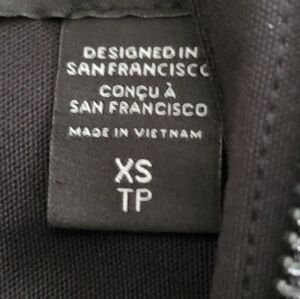 DESIGNED IN
SAN FRANCISCO
CONÇU À
SAN FRANCISCO
MADE IN VIETNAM
XS
TP